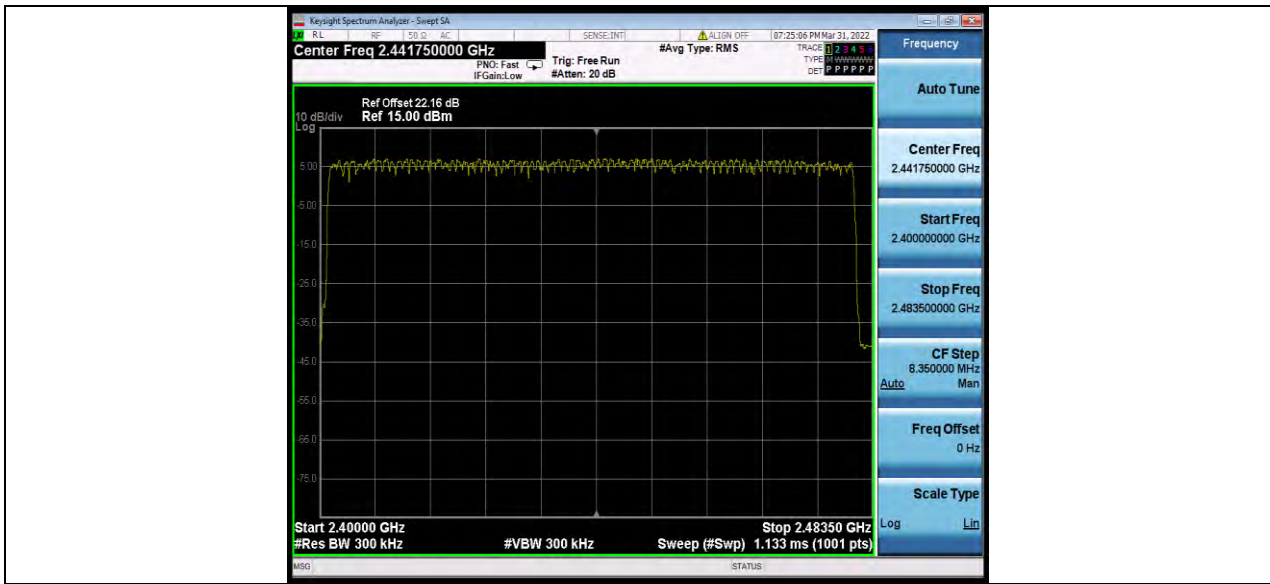 Keysight Spectrum Analyzer - Swept SA
RL RF 50 Ω AC SENSE:INT ALIGN OFF 07:25:06 PM Mar 31, 2022
Center Freq 2.441750000 GHz
PNO: Fast
IFGain:Low
Trig: Free Run
#Atten: 20 dB
#Avg Type: RMS
TRACE 1 2 3 4 5 6
TYPE M WWWWW
DET P P P P P P
Ref Offset 22.16 dB
10 dB/div Ref 15.00 dBm
Log
5.00
-5.00
-15.0
-25.0
-35.0
-45.0
-55.0
-65.0
-75.0
Start 2.40000 GHz Stop 2.48350 GHz
#Res BW 300 kHz #VBW 300 kHz Sweep (#Swp) 1.133 ms (1001 pts)
MSG STATUS
Frequency
Auto Tune
Center Freq
2.441750000 GHz
Start Freq
2.400000000 GHz
Stop Freq
2.483500000 GHz
CF Step
8.350000 MHz
Auto Man
Freq Offset
0 Hz
Scale Type
Log Lin